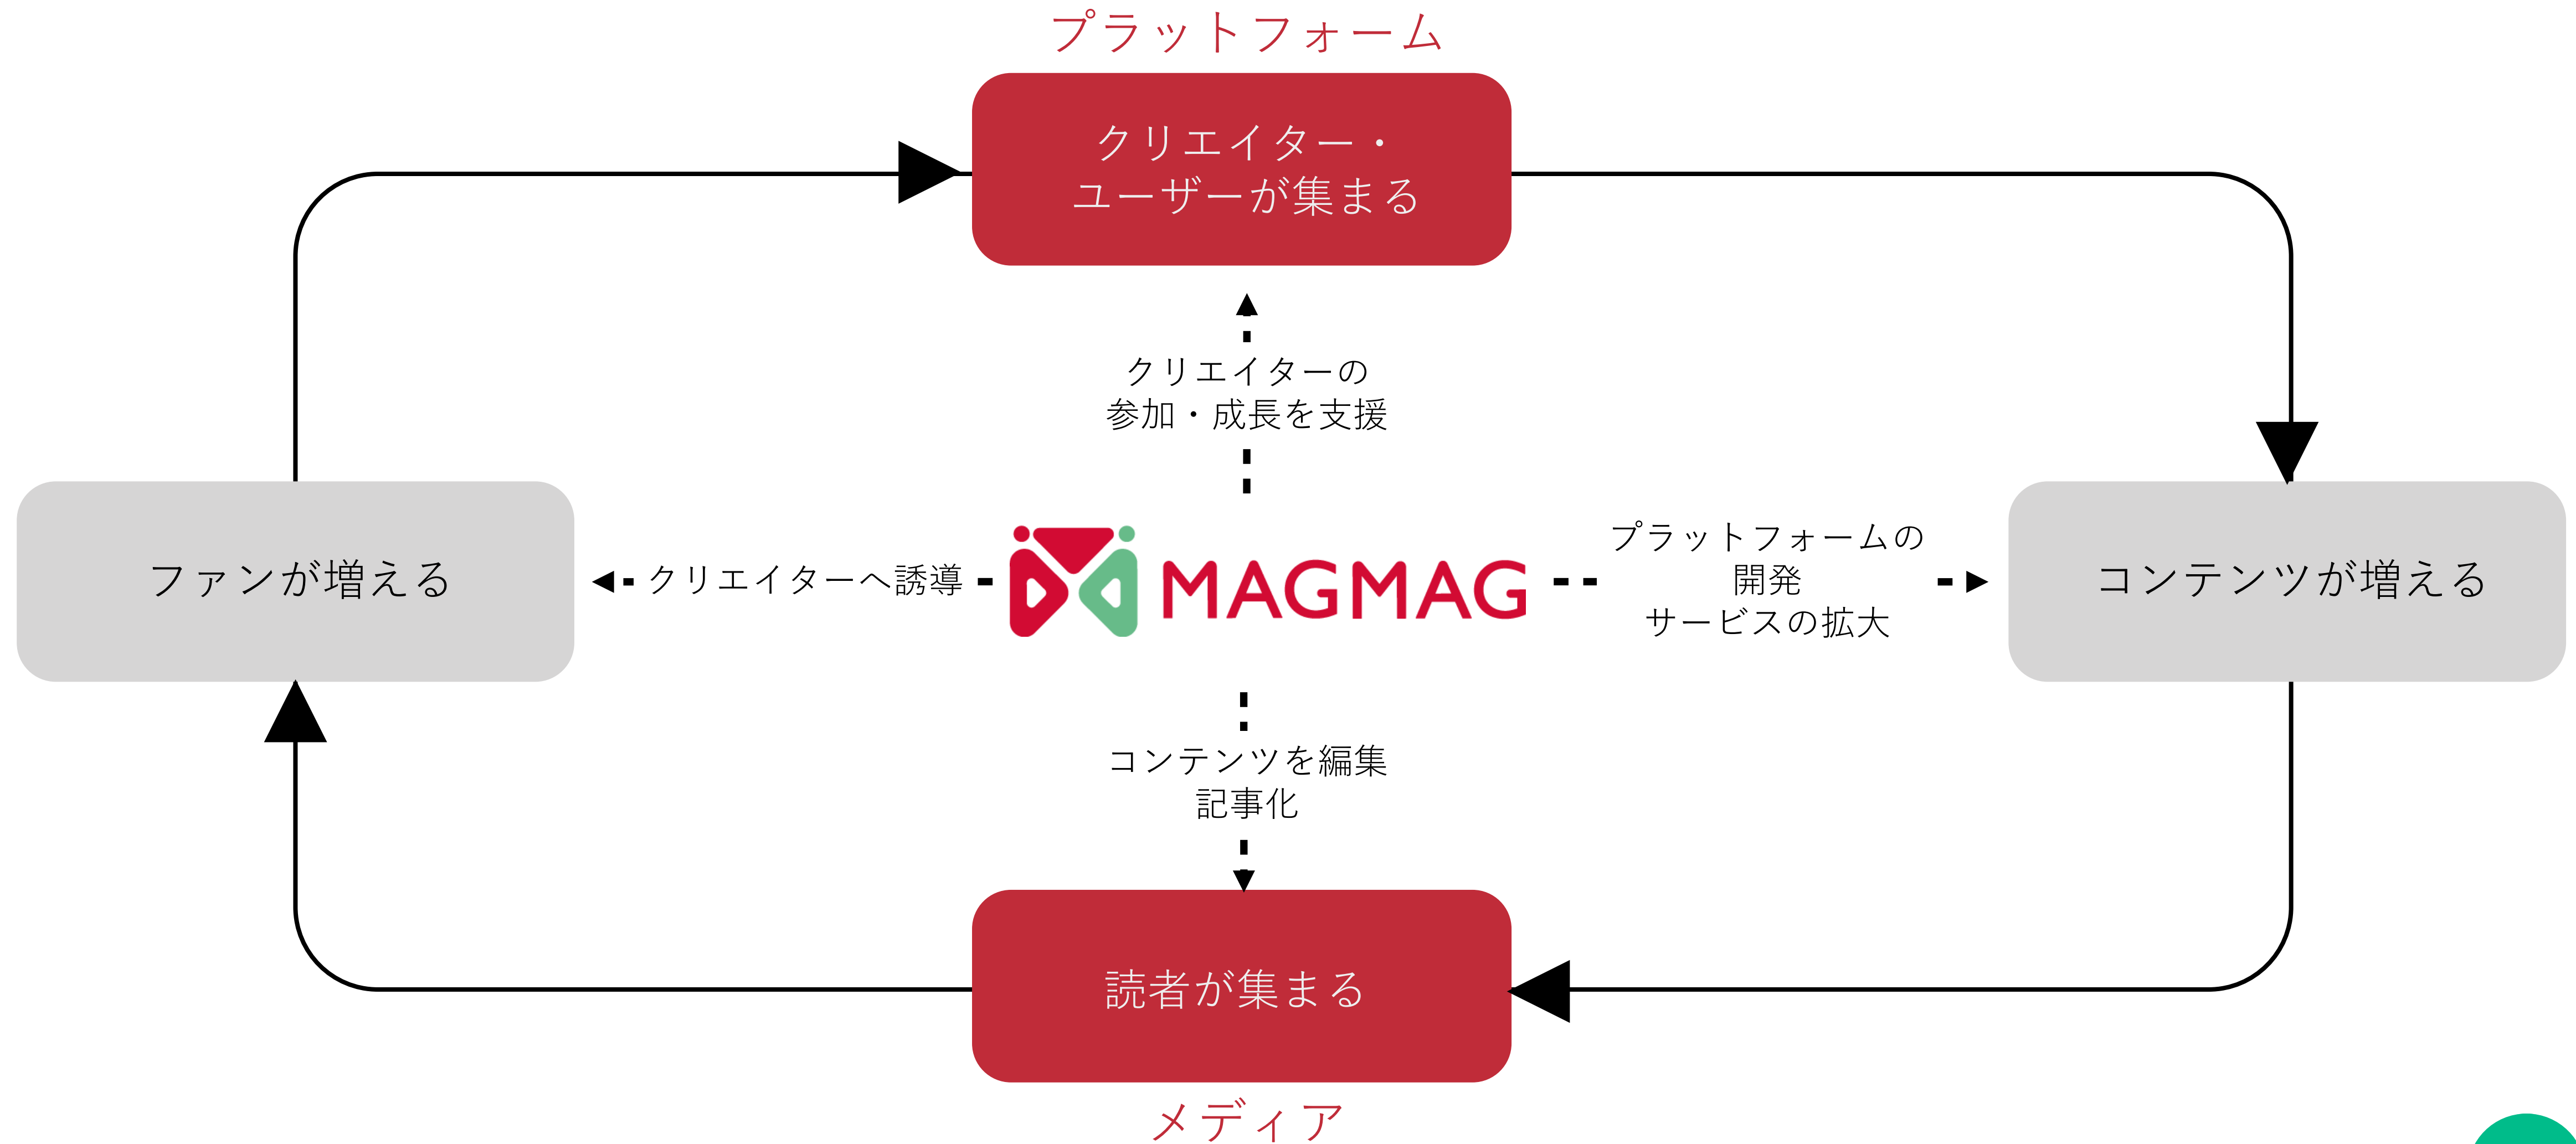 プラットフォーム
クリエイター・
ユーザーが集まる
クリエイターの
参加・成長を支援
ファンが増える
クリエイターへ誘導
MAGMAG
プラットフォームの
開発
サービスの拡大
コンテンツが増える
コンテンツを編集
記事化
読者が集まる
メディア